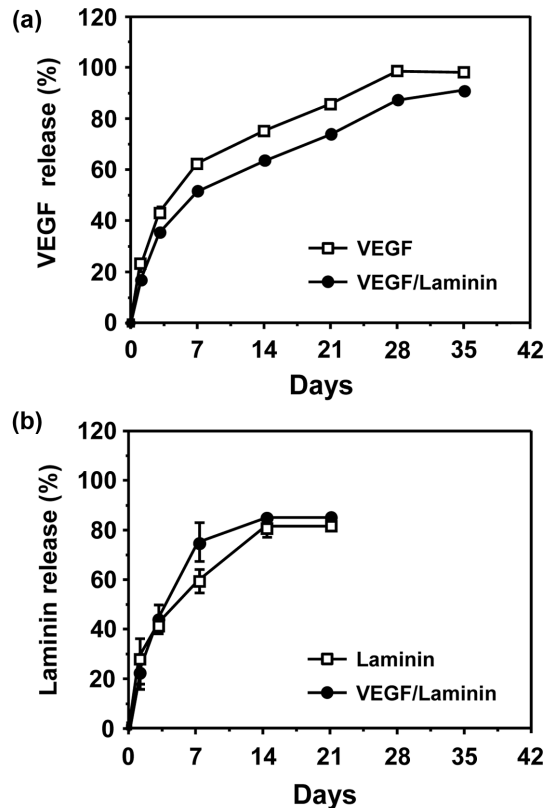 (a)
120
100
80
60
40
20
0
VEGF release (%)
VEGF
VEGF/Laminin
0 7 14 21 28 35 42
Days
(b)
120
100
80
60
40
20
0
Laminin release (%)
Laminin
VEGF/Laminin
0 7 14 21 28 35 42
Days